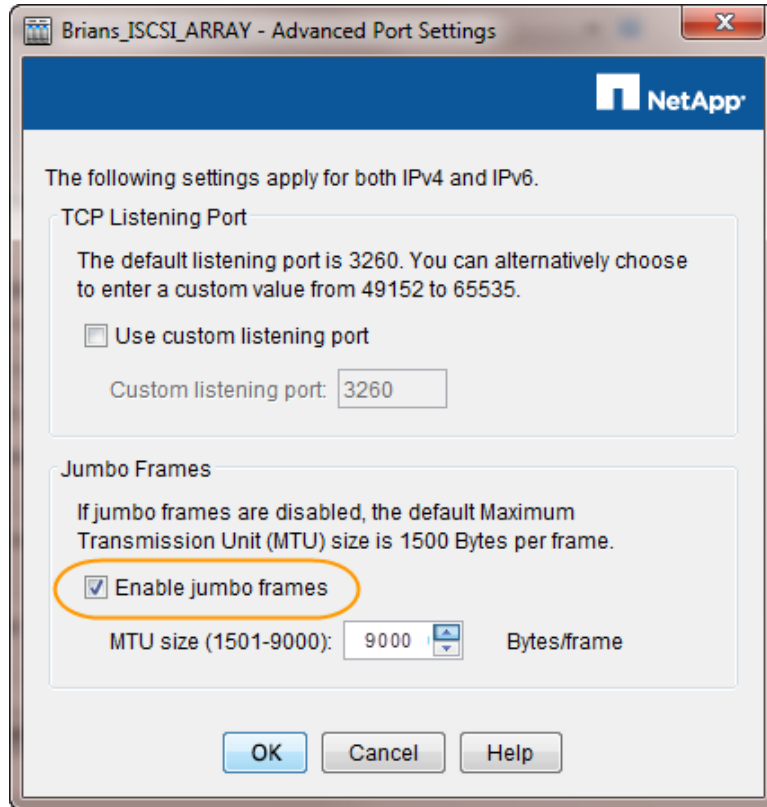 Brians_ISCSI_ARRAY - Advanced Port Settings
NetApp
The following settings apply for both IPv4 and IPv6.
TCP Listening Port
The default listening port is 3260. You can alternatively choose
to enter a custom value from 49152 to 65535.
Use custom listening port
Custom listening port: 3260
Jumbo Frames
If jumbo frames are disabled, the default Maximum
Transmission Unit (MTU) size is 1500 Bytes per frame.
Enable jumbo frames
MTU size (1501-9000): 9000 Bytes/frame
OK Cancel Help